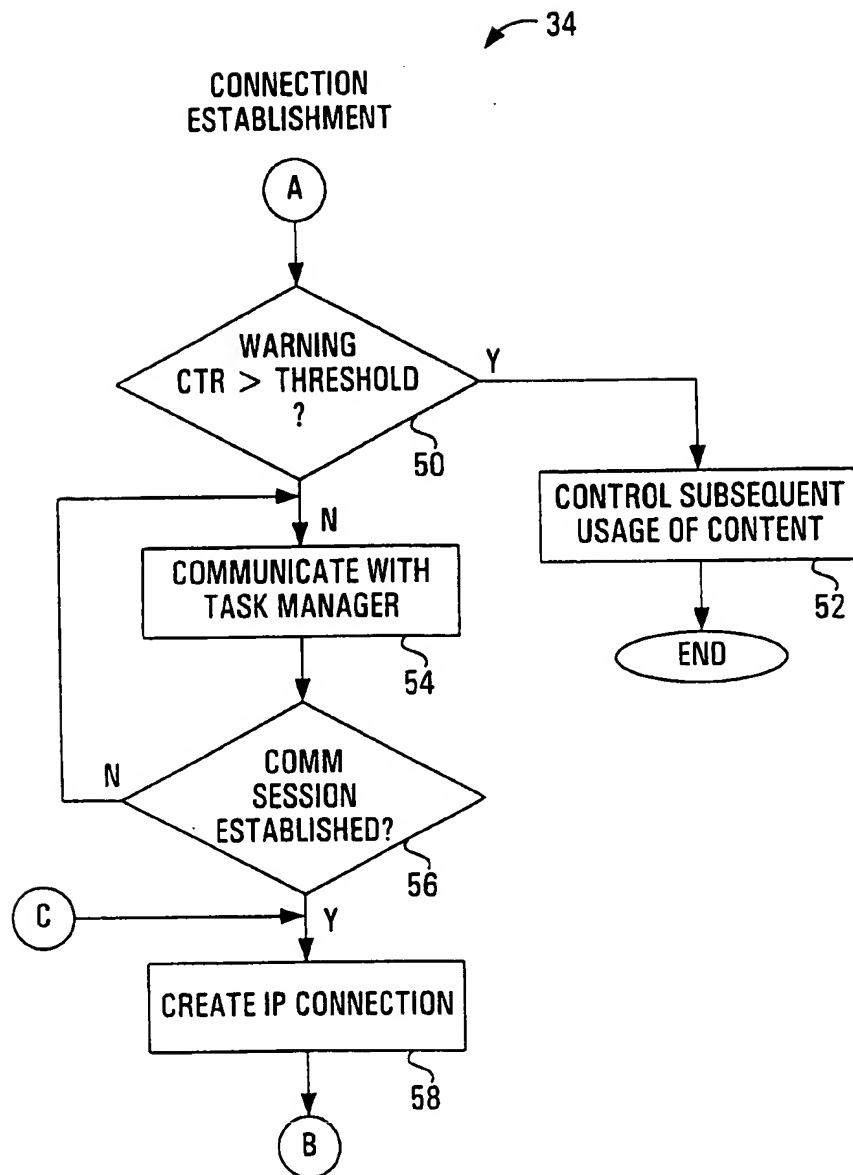 34
CONNECTION
ESTABLISHMENT
A
WARNING
CTR > THRESHOLD
?
Y
50
N
CONTROL SUBSEQUENT
USAGE OF CONTENT
52
COMMUNICATE WITH
TASK MANAGER
54
END
N
COMM
SESSION
ESTABLISHED?
56
C
Y
CREATE IP CONNECTION
58
B